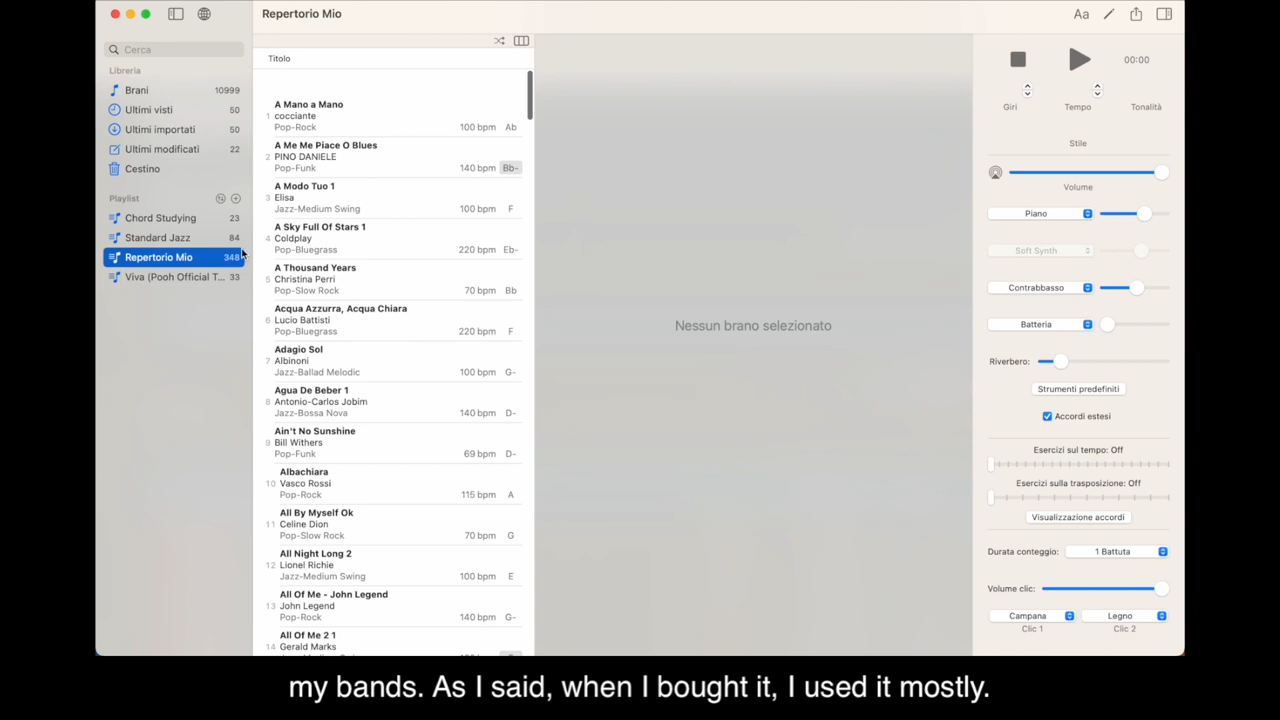 Repertorio Mio
Aa
Cerca
Libreria
Brani 10999
Ultimi visti 50
Ultimi importati 50
Ultimi modificati 22
Cestino
Playlist
Chord Studying 23
Standard Jazz 84
Repertorio Mio 348
Viva (Pooh Official T... 33
Titolo
A Mano a Mano
1 cocciante
Pop-Rock 100 bpm Ab
A Me Me Piace O Blues
2 PINO DANIELE
Pop-Funk 140 bpm Bb-
A Modo Tuo 1
3 Elisa
Jazz-Medium Swing 100 bpm F
A Sky Full Of Stars 1
4 Coldplay
Pop-Bluegrass 220 bpm Eb-
A Thousand Years
5 Christina Perri
Pop-Slow Rock 70 bpm Bb
Acqua Azzurra, Acqua Chiara
6 Lucio Battisti
Pop-Bluegrass 220 bpm F
Adagio Sol
7 Albinoni
Jazz-Ballad Melodic 100 bpm G-
Agua De Beber 1
8 Antonio-Carlos Jobim
Jazz-Bossa Nova 140 bpm D-
Ain't No Sunshine
9 Bill Withers
Pop-Funk 69 bpm D-
Albachiara
10 Vasco Rossi
Pop-Rock 115 bpm A
All By Myself Ok
11 Celine Dion
Pop-Slow Rock 70 bpm G
All Night Long 2
12 Lionel Richie
Jazz-Medium Swing 100 bpm E
All Of Me - John Legend
13 John Legend
Pop-Rock 140 bpm G-
All Of Me 2 1
14 Gerald Marks
Nessun brano selezionato
00:00
Giri Tempo Tonalità
Stile
Volume
Piano
Soft Synth
Contrabbasso
Batteria
Riverbero:
Strumenti predefiniti
Accordi estesi
Esercizi sul tempo: Off
Esercizi sulla trasposizione: Off
Visualizzazione accordi
Durata conteggio: 1 Battuta
Volume clic:
Campana Legno
Clic 1 Clic 2
my bands. As I said, when I bought it, I used it mostly.